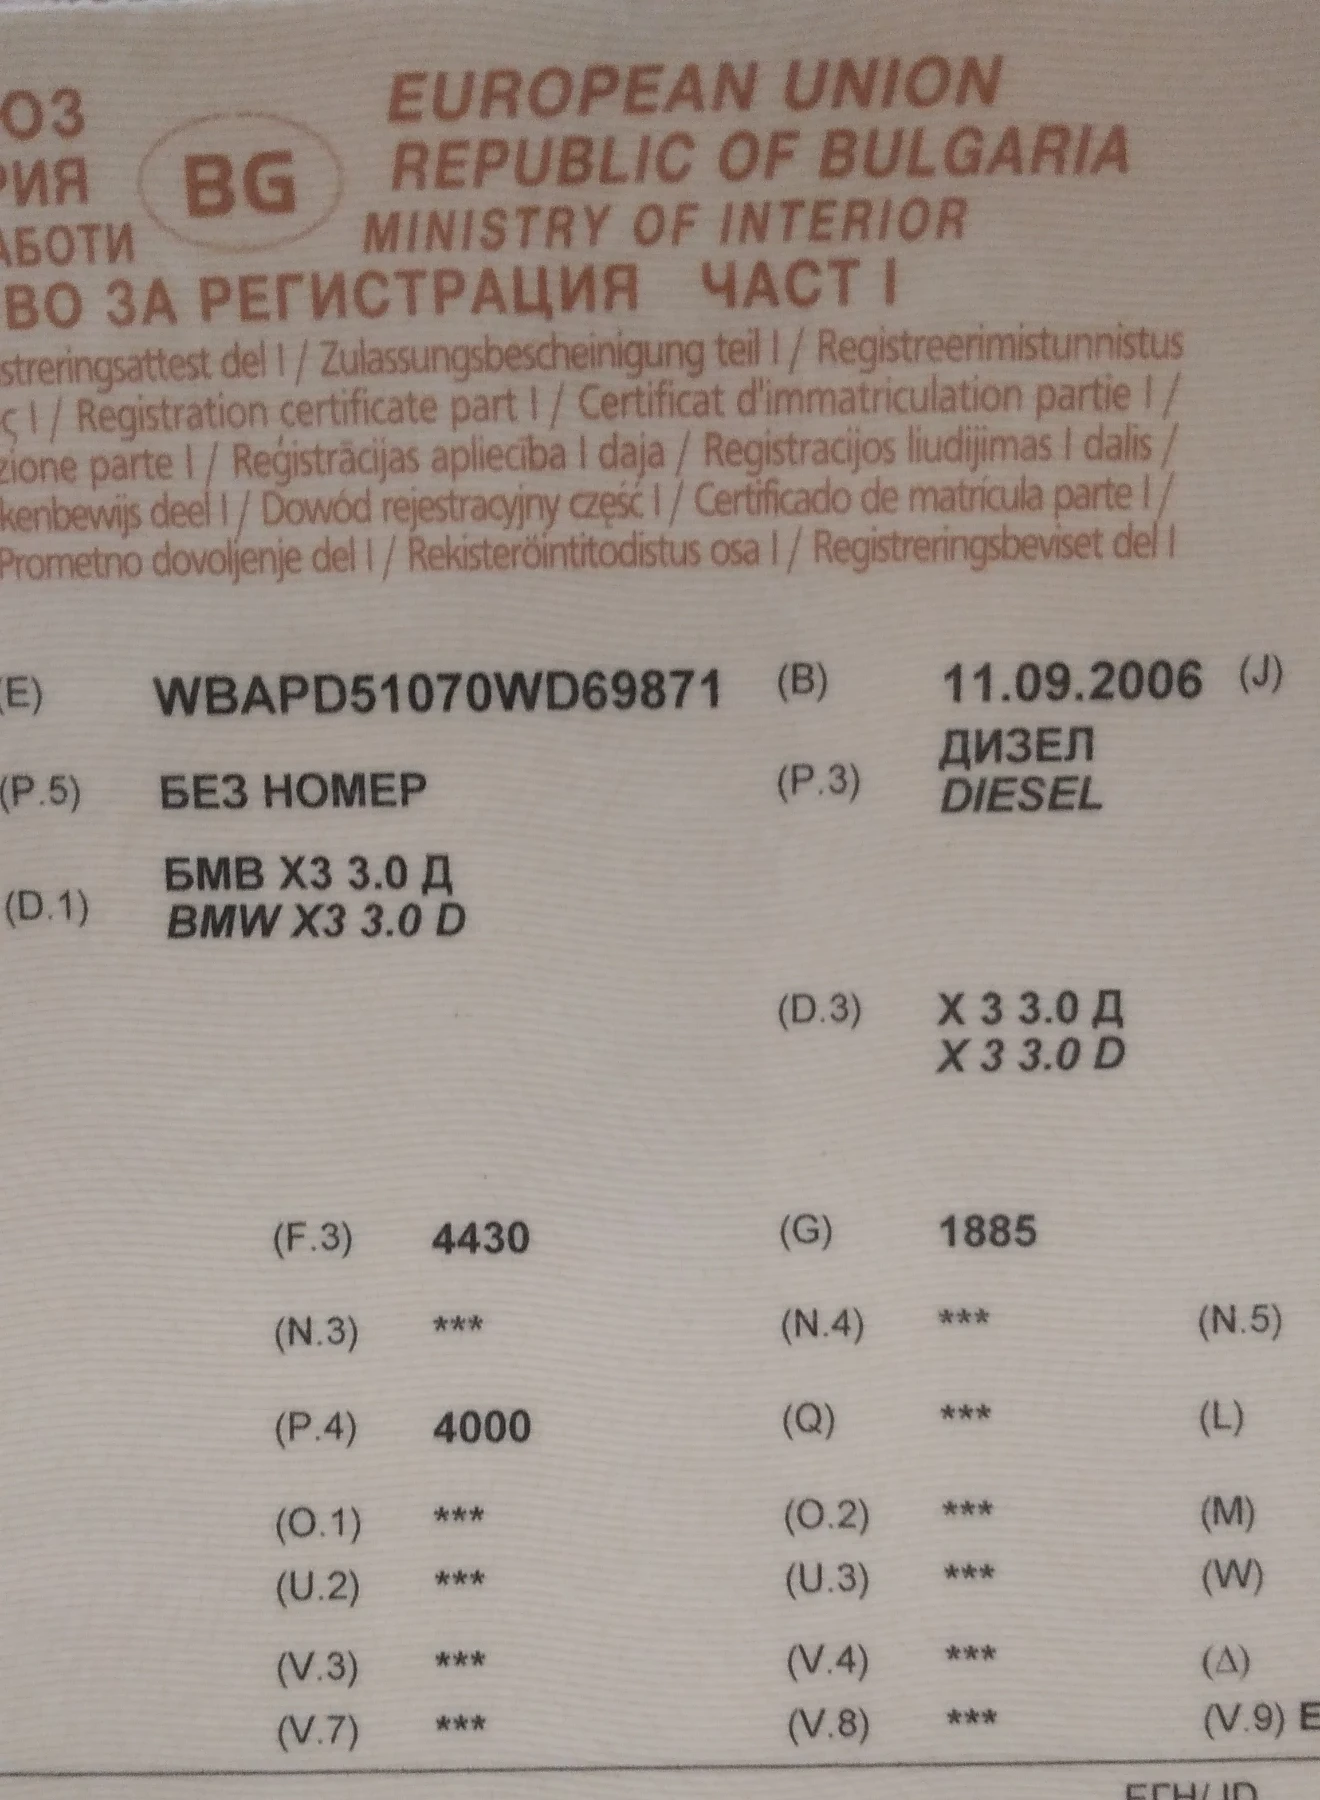 ОЗ EUROPEAN UNION
РИЯ BG REPUBLIC OF BULGARIA
АБОТИ MINISTRY OF INTERIOR
ВО ЗА РЕГИСТРАЦИЯ ЧАСТ I
streringsattest del I / Zulassungsbescheinigung teil I / Registreerimistunnistus
ς I / Registration certificate part I / Certificat d'immatriculation partie I /
zione parte I / Reģistrācijas apliecība I daja / Registracijos liudijimas I dalis /
kenbewijs deel I / Dowód rejestracyjny część I / Certificado de matrícula parte I /
Prometno dovoljenje del I / Rekisteröintitodistus osa I / Registreringsbeviset del I
(E) WBAPD51070WD69871 (B) 11.09.2006 (J)
(P.5) БЕЗ НОМЕР (P.3) ДИЗЕЛ
DIESEL
(D.1) БМВ X3 3.0 Д
BMW X3 3.0 D
(D.3) X 3 3.0 Д
X 3 3.0 D
(F.3) 4430 (G) 1885
(N.3) *** (N.4) *** (N.5)
(P.4) 4000 (Q) *** (L)
(O.1) *** (O.2) *** (M)
(U.2) *** (U.3) *** (W)
(V.3) *** (V.4) *** (Δ)
(V.7) *** (V.8) *** (V.9) E
ЕГН/ ID